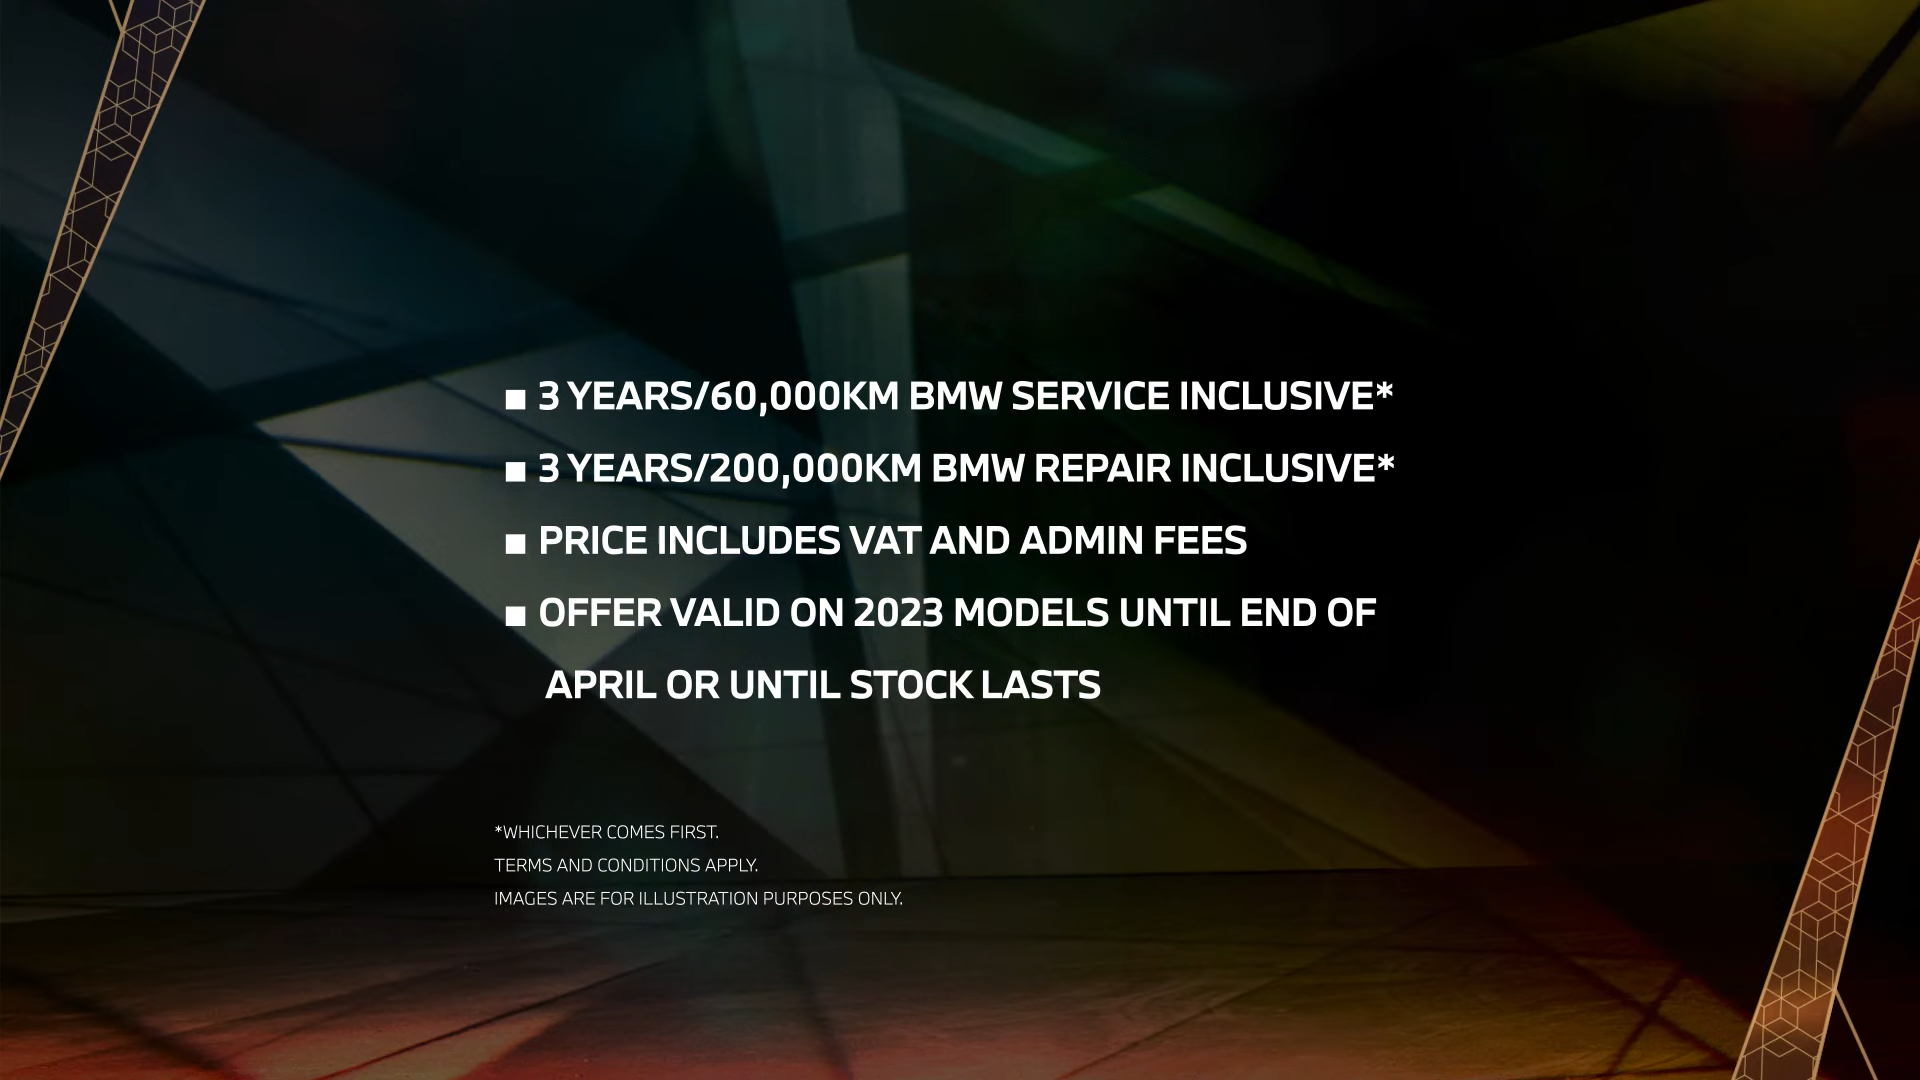 ■ 3 YEARS/60,000KM BMW SERVICE INCLUSIVE*
■ 3 YEARS/200,000KM BMW REPAIR INCLUSIVE*
■ PRICE INCLUDES VAT AND ADMIN FEES
■ OFFER VALID ON 2023 MODELS UNTIL END OF
APRIL OR UNTIL STOCK LASTS
*WHICHEVER COMES FIRST.
TERMS AND CONDITIONS APPLY.
IMAGES ARE FOR ILLUSTRATION PURPOSES ONLY.